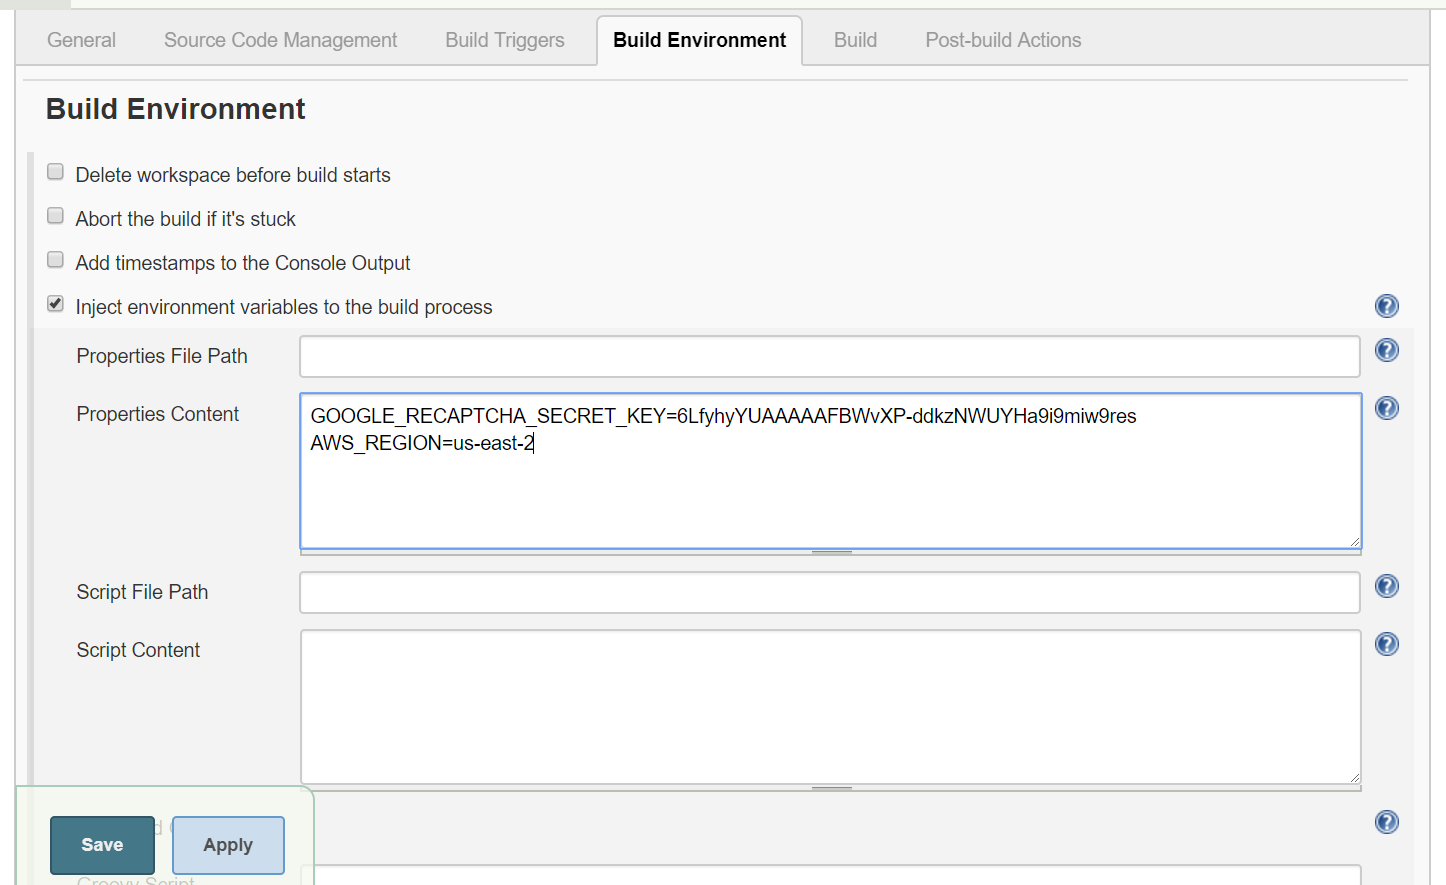 General Source Code Management Build Triggers Build Environment Build Post-build Actions
Build Environment
Delete workspace before build starts
Abort the build if it's stuck
Add timestamps to the Console Output
Inject environment variables to the build process
Properties File Path
Properties Content
GOOGLE_RECAPTCHA_SECRET_KEY=6LfyhyYUAAAAAFBWvXP-ddkzNWUYHa9i9miw9res
AWS_REGION=us-east-2
Script File Path
Script Content
Save Apply
Groovy Script